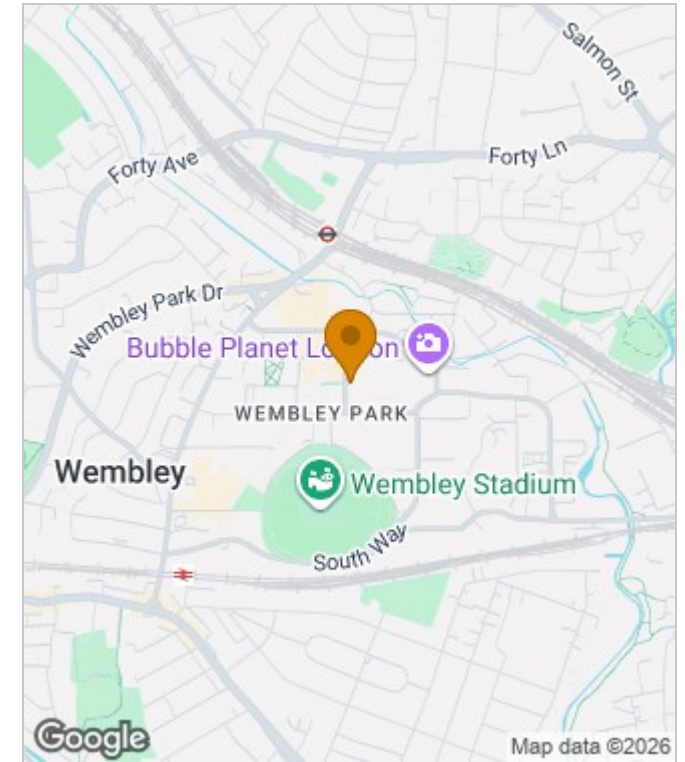 Salmon St
Forty Ave
Forty Ln
Wembley Park Dr
Bubble Planet L on
WEMBLEY PARK
Wembley
Wembley Stadium
South Way
Google
Map data ©2026